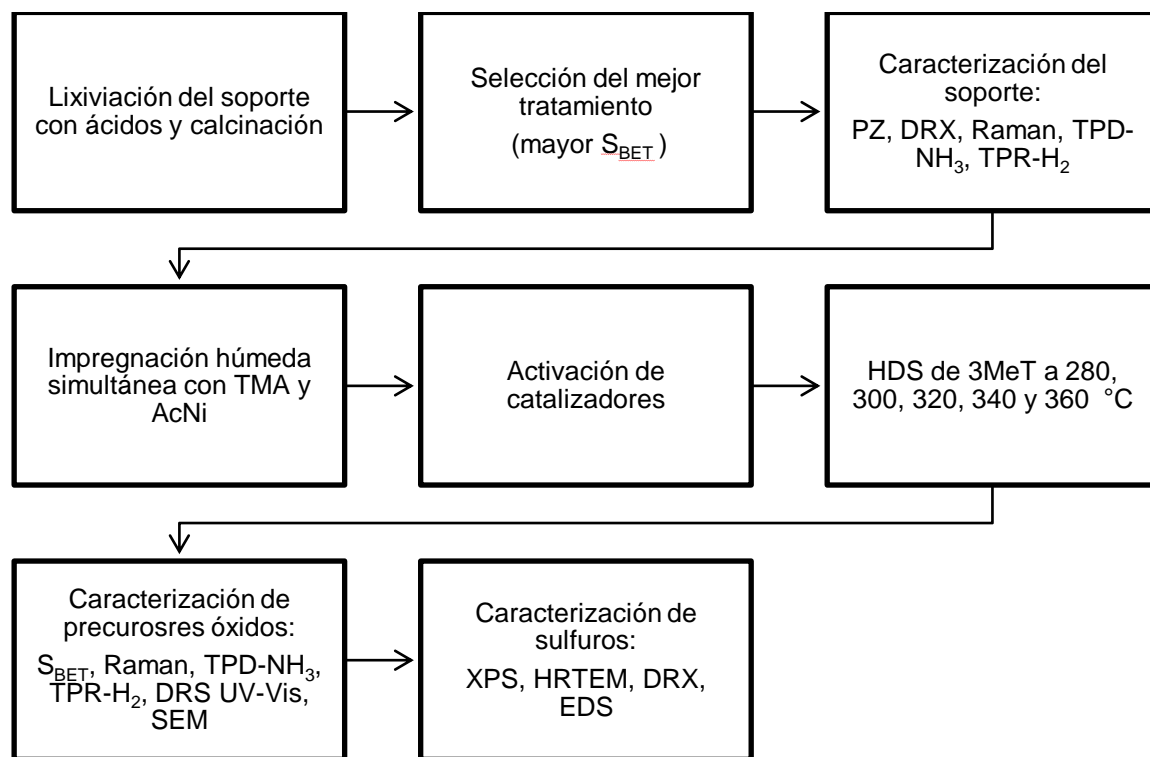 Lixiviación del soporte
con ácidos y calcinación
Selección del mejor
tratamiento
(mayor S_BET )
Caracterización del
soporte:
PZ, DRX, Raman, TPD-
NH₃, TPR-H₂
Impregnación húmeda
simultánea con TMA y
AcNi
Activación de
catalizadores
HDS de 3MeT a 280,
300, 320, 340 y 360 °C
Caracterización de
precurosres óxidos:
S_BET, Raman, TPD-NH₃,
TPR-H₂, DRS UV-Vis,
SEM
Caracterización de
sulfuros:
XPS, HRTEM, DRX,
EDS